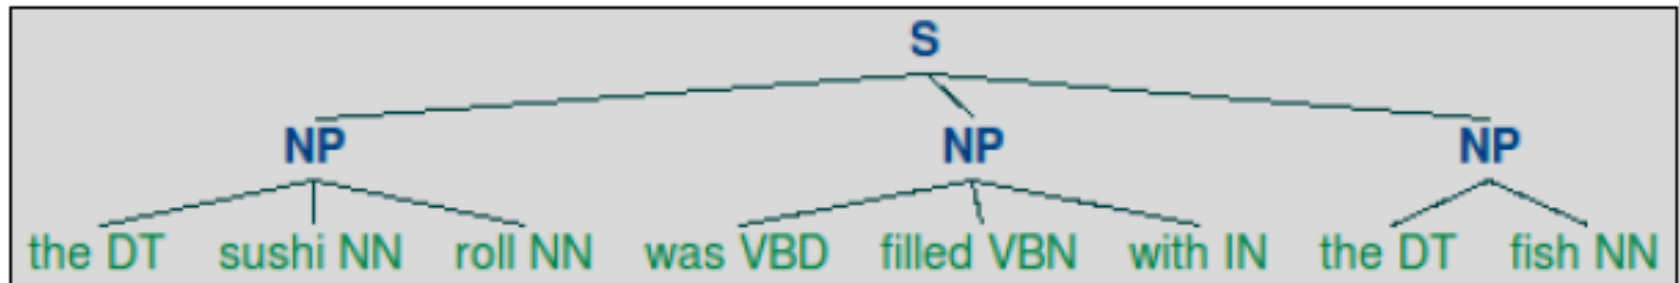 S
NP NP NP
the DT sushi NN roll NN was VBD filled VBN with IN the DT fish NN